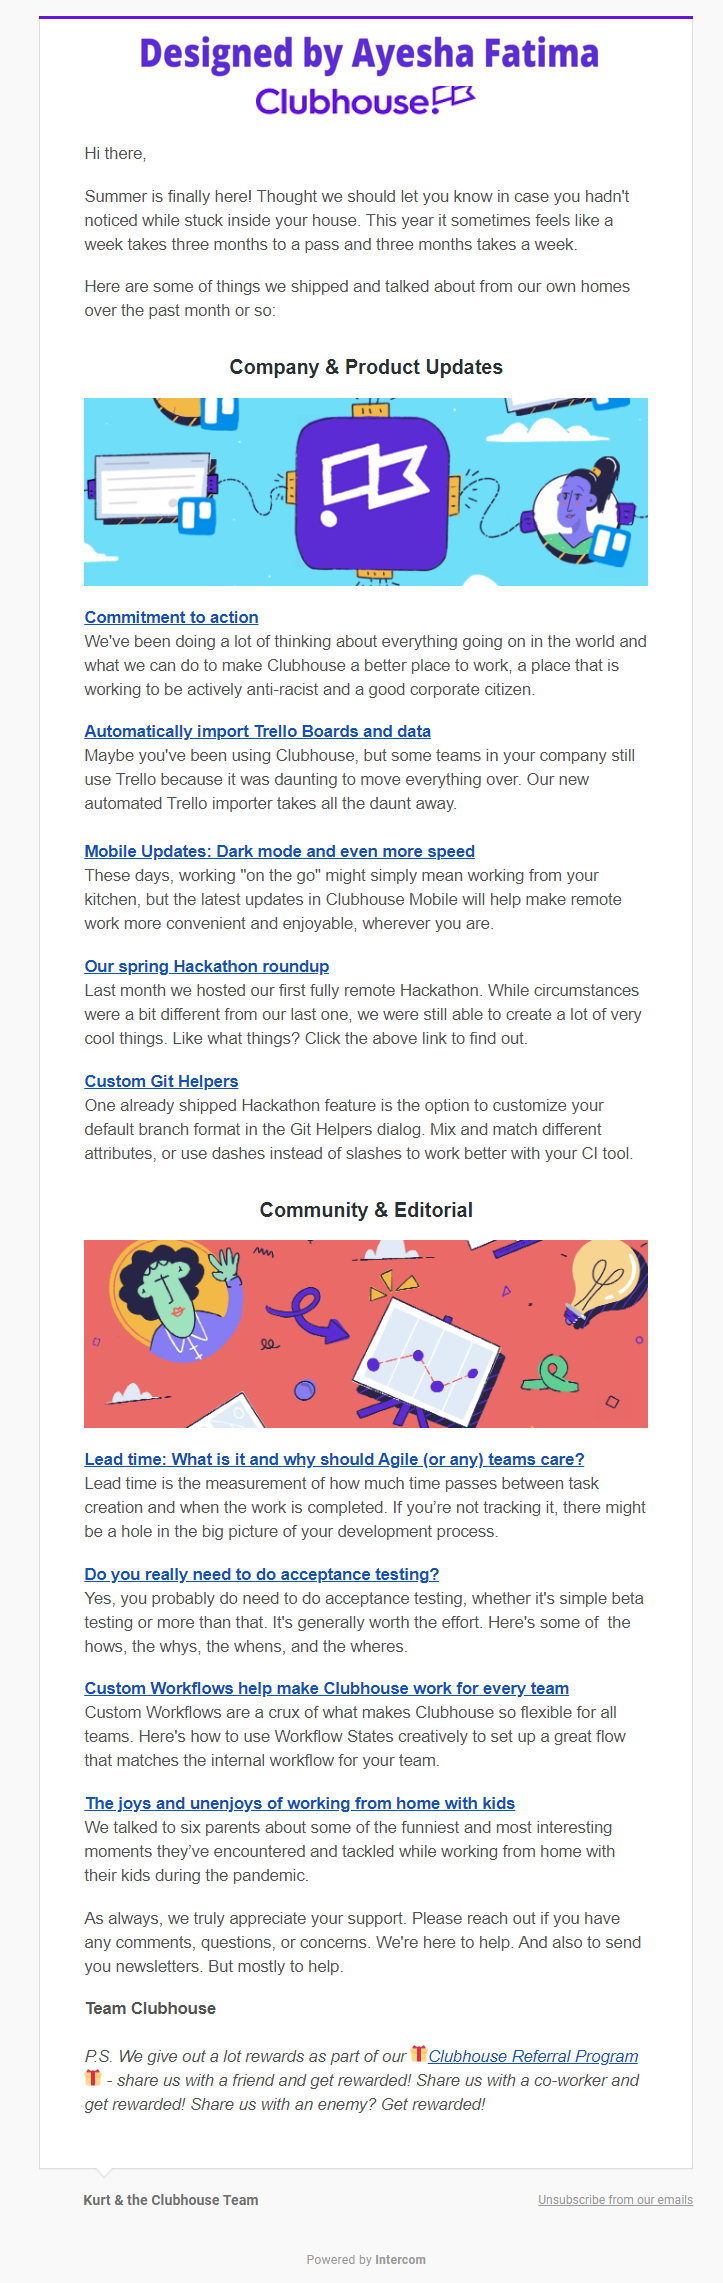 Designed by Ayesha Fatima
Clubhouse
Hi there,
Summer is finally here! Thought we should let you know in case you hadn't
noticed while stuck inside your house. This year it sometimes feels like a
week takes three months to a pass and three months takes a week.
Here are some of things we shipped and talked about from our own homes
over the past month or so:
Company & Product Updates
Commitment to action
We've been doing a lot of thinking about everything going on in the world and
what we can do to make Clubhouse a better place to work, a place that is
working to be actively anti-racist and a good corporate citizen.
Automatically import Trello Boards and data
Maybe you've been using Clubhouse, but some teams in your company still
use Trello because it was daunting to move everything over. Our new
automated Trello importer takes all the daunt away.
Mobile Updates: Dark mode and even more speed
These days, working "on the go" might simply mean working from your
kitchen, but the latest updates in Clubhouse Mobile will help make remote
work more convenient and enjoyable, wherever you are.
Our spring Hackathon roundup
Last month we hosted our first fully remote Hackathon. While circumstances
were a bit different from our last one, we were still able to create a lot of very
cool things. Like what things? Click the above link to find out.
Custom Git Helpers
One already shipped Hackathon feature is the option to customize your
default branch format in the Git Helpers dialog. Mix and match different
attributes, or use dashes instead of slashes to work better with your CI tool.
Community & Editorial
Lead time: What is it and why should Agile (or any) teams care?
Lead time is the measurement of how much time passes between task
creation and when the work is completed. If you’re not tracking it, there might
be a hole in the big picture of your development process.
Do you really need to do acceptance testing?
Yes, you probably do need to do acceptance testing, whether it's simple beta
testing or more than that. It's generally worth the effort. Here's some of  the
hows, the whys, the whens, and the wheres.
Custom Workflows help make Clubhouse work for every team
Custom Workflows are a crux of what makes Clubhouse so flexible for all
teams. Here's how to use Workflow States creatively to set up a great flow
that matches the internal workflow for your team.
The joys and unenjoys of working from home with kids
We talked to six parents about some of the funniest and most interesting
moments they’ve encountered and tackled while working from home with
their kids during the pandemic.
As always, we truly appreciate your support. Please reach out if you have
any comments, questions, or concerns. We're here to help. And also to send
you newsletters. But mostly to help.
Team Clubhouse
P.S. We give out a lot rewards as part of our 🎁Clubhouse Referral Program
🎁 - share us with a friend and get rewarded! Share us with a co-worker and
get rewarded! Share us with an enemy? Get rewarded!
Kurt & the Clubhouse Team
Unsubscribe from our emails
Powered by Intercom